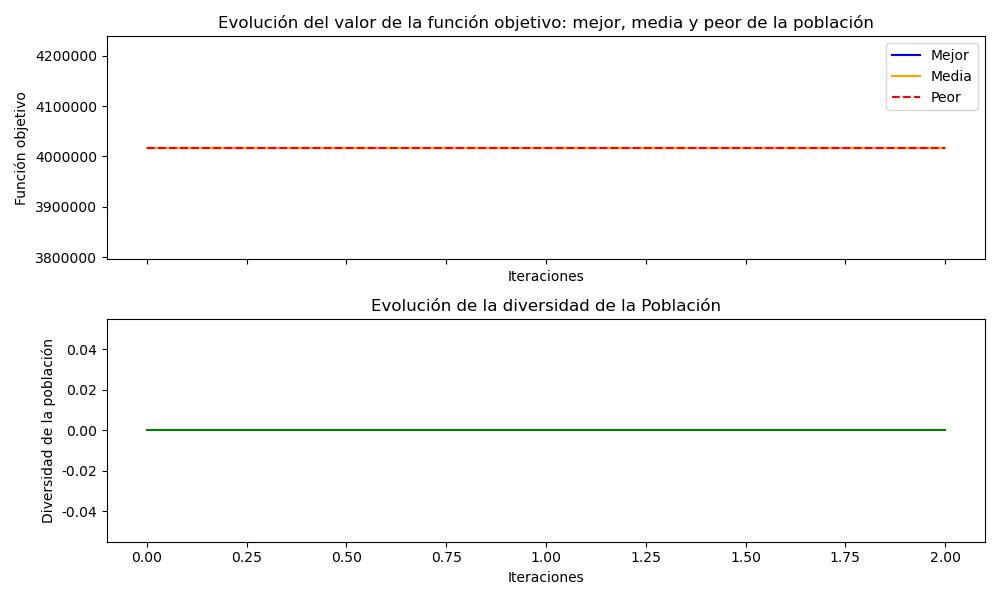 Evolución del valor de la función objetivo: mejor, media y peor de la población
Función objetivo
4200000
4100000
4000000
3900000
3800000
Mejor
Media
Peor
Iteraciones
Evolución de la diversidad de la Población
Diversidad de la población
0.04
0.02
0.00
-0.02
-0.04
0.00 0.25 0.50 0.75 1.00 1.25 1.50 1.75 2.00
Iteraciones